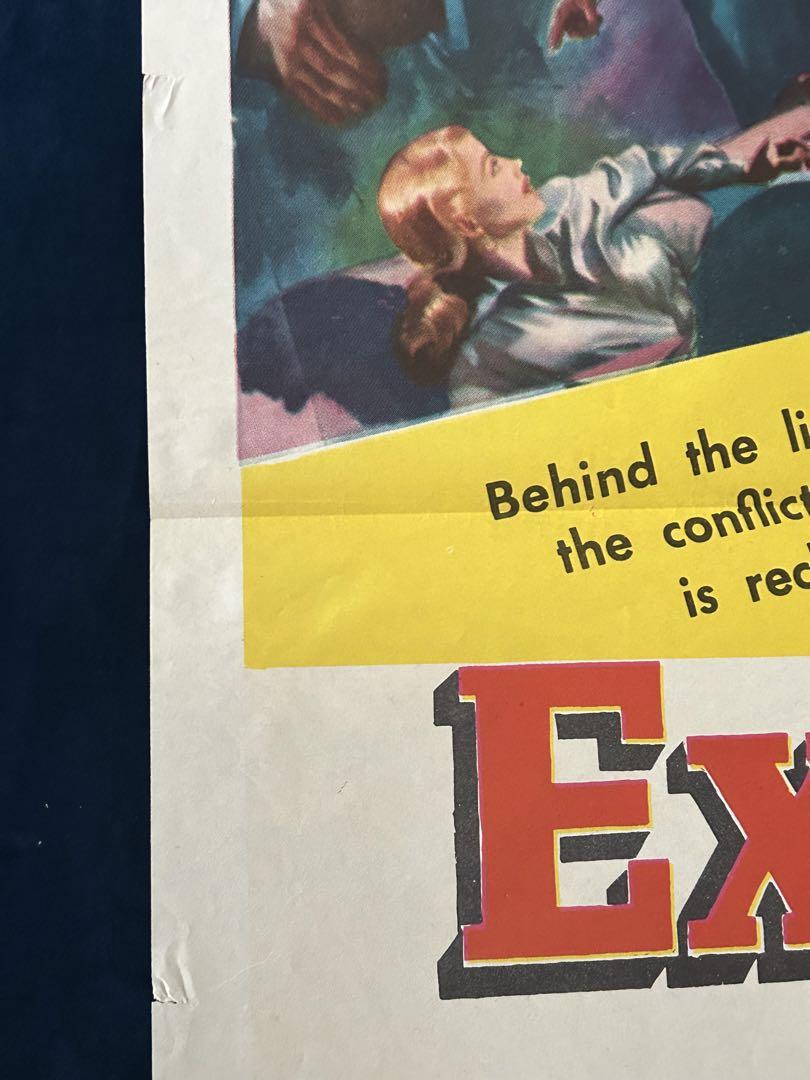 Behind the li
the conflict
is rec
Ex